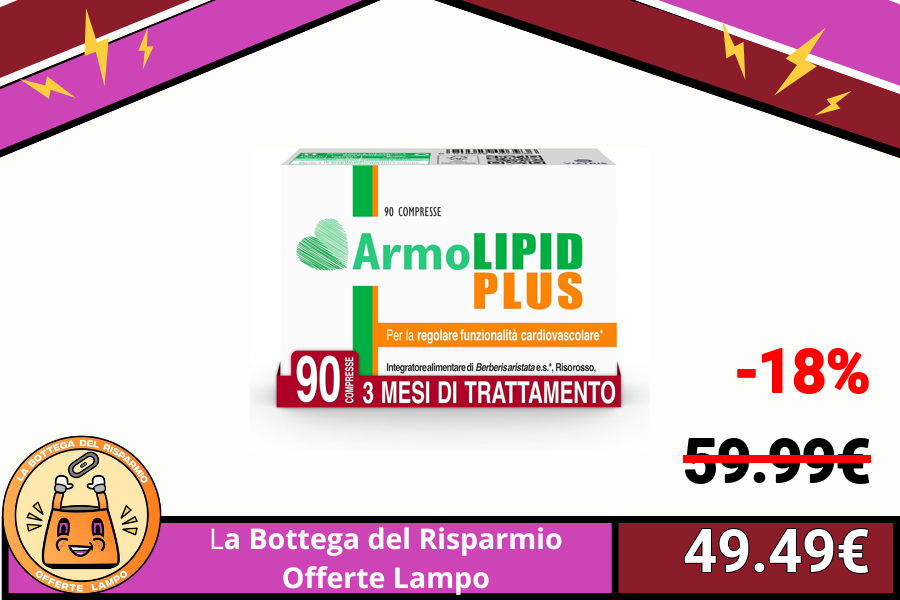 90 COMPRESSE
ArmoLIPID
PLUS
Per la regolare funzionalità cardiovascolare*
Integratore alimentare di Berberis aristata e.s.*, Risorosso,
90 COMPRESSE
3 MESI DI TRATTAMENTO
-18%
59.99€
LA BOTTEGA DEL RISPARMIO
OFFERTE LAMPO
La Bottega del Risparmio
Offerte Lampo
49.49€